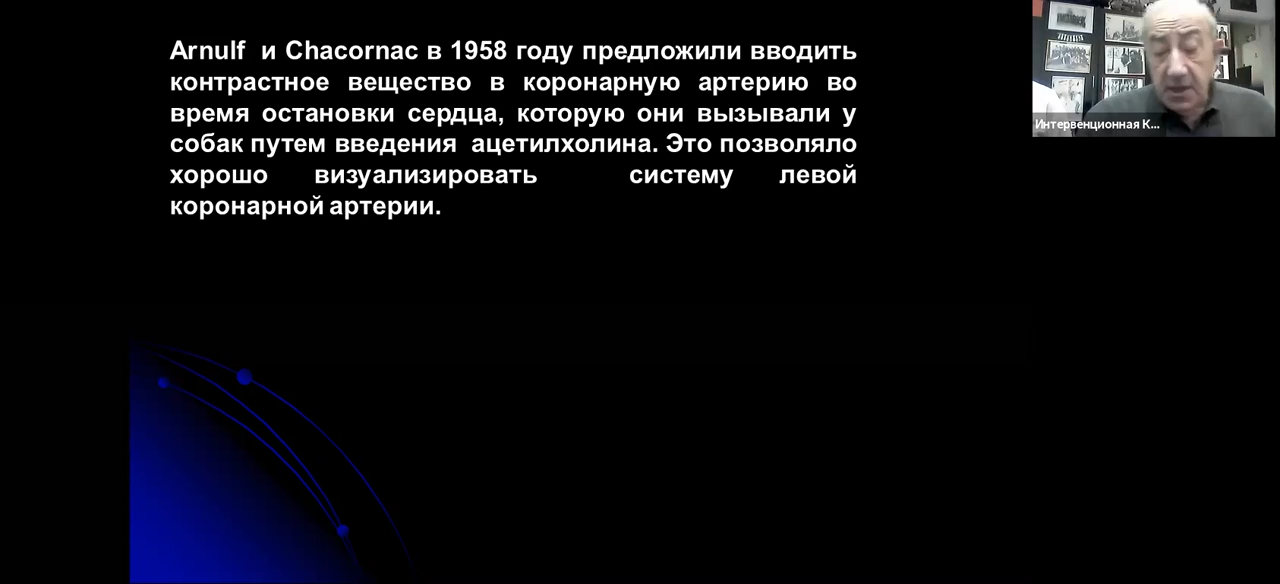 Arnulf и Chacornac в 1958 году предложили вводить
контрастное вещество в коронарную артерию во
время остановки сердца, которую они вызывали у
собак путем введения ацетилхолина. Это позволяло
хорошо визуализировать систему левой
коронарной артерии.
Интервенционная К...